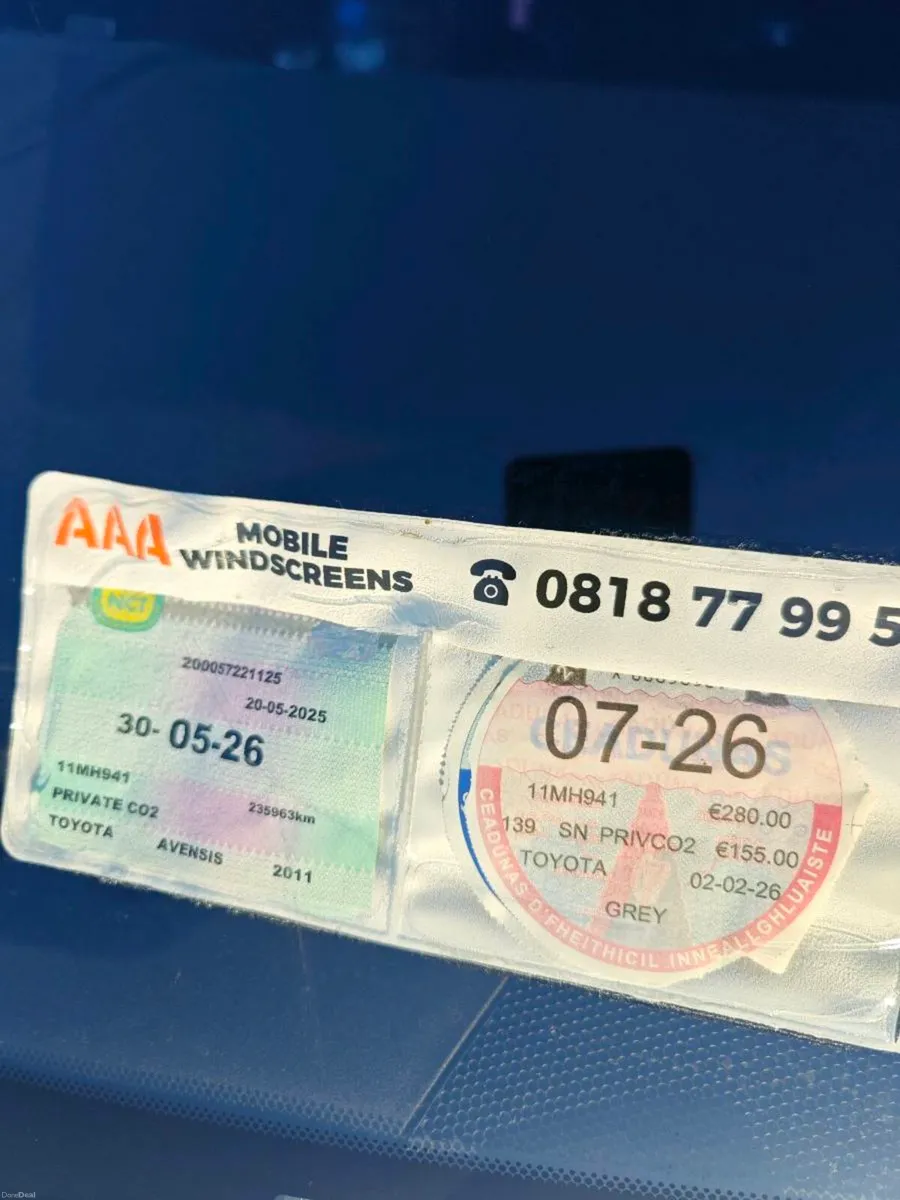 AAA MOBILE WINDSCREENS
0818 77 99 5
NCT
200057221125
20-05-2025
30-05-26
11MH941
PRIVATE CO2
235963km
TOYOTA
AVENSIS
2011
07-26
11MH941
€280.00
139 SN PRIVCO2
€155.00
TOYOTA
02-02-26
GREY
CEADUNAS D'FHEITHICIL INNEALLGHLUAISTE
DoneDeal